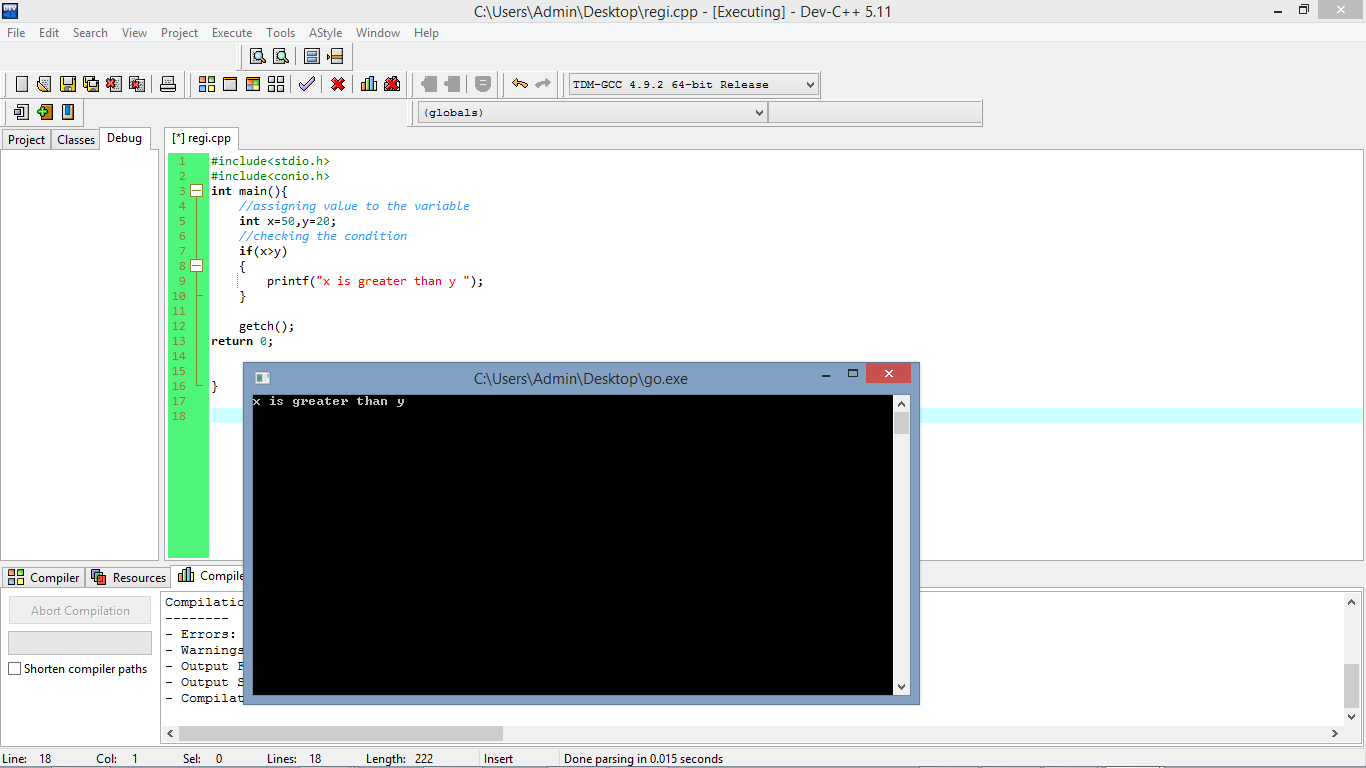 C:\Users\Admin\Desktop\regi.cpp - [Executing] - Dev-C++ 5.11
File Edit Search View Project Execute Tools AStyle Window Help
TDM-GCC 4.9.2 64-bit Release
(globals)
Project Classes Debug
[*] regi.cpp
1 #include<stdio.h>
2 #include<conio.h>
3 int main(){
4 //assigning value to the variable
5 int x=50,y=20;
6 //checking the condition
7 if(x>y)
8 {
9 printf("x is greater than y ");
10 }
11
12 getch();
13 return 0;
14
15
16 }
17
18
C:\Users\Admin\Desktop\go.exe
x is greater than y
Compiler Resources Compile
Abort Compilation
Shorten compiler paths
Compilatio
--------
- Errors:
- Warnings
- Output F
- Output S
- Compilat
Line: 18 Col: 1 Sel: 0 Lines: 18 Length: 222 Insert Done parsing in 0.015 seconds